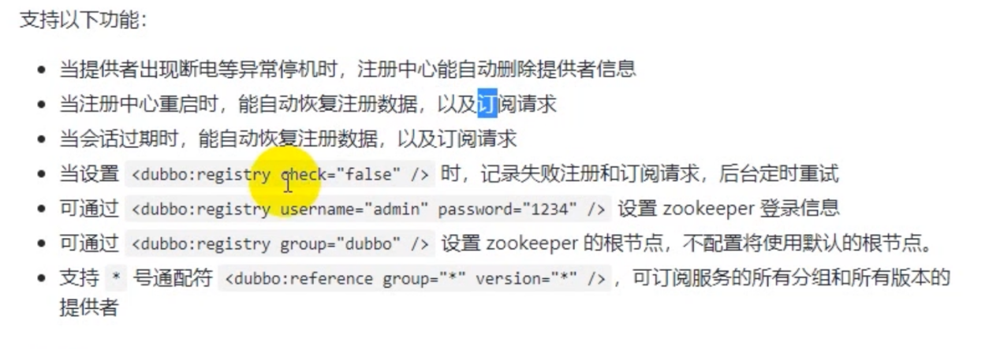 支持以下功能：
• 当提供者出现断电等异常停机时，注册中心能自动删除提供者信息
• 当注册中心重启时，能自动恢复注册数据，以及订阅请求
• 当会话过期时，能自动恢复注册数据，以及订阅请求
• 当设置 <dubbo:registry check="false" /> 时，记录失败注册和订阅请求，后台定时重试
• 可通过 <dubbo:registry username="admin" password="1234" /> 设置 zookeeper 登录信息
• 可通过 <dubbo:registry group="dubbo" /> 设置 zookeeper 的根节点，不配置将使用默认的根节点。
• 支持 * 号通配符 <dubbo:reference group="*" version="*" /> ，可订阅服务的所有分组和所有版本的
提供者